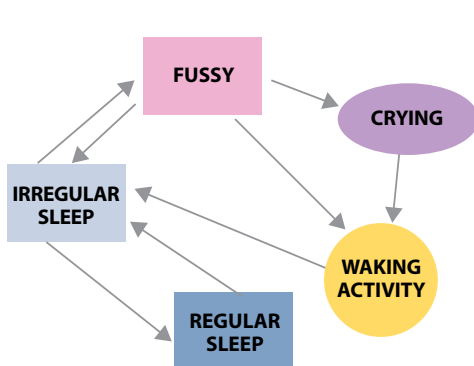 FUSSY
CRYING
IRREGULAR
SLEEP
WAKING
ACTIVITY
REGULAR
SLEEP